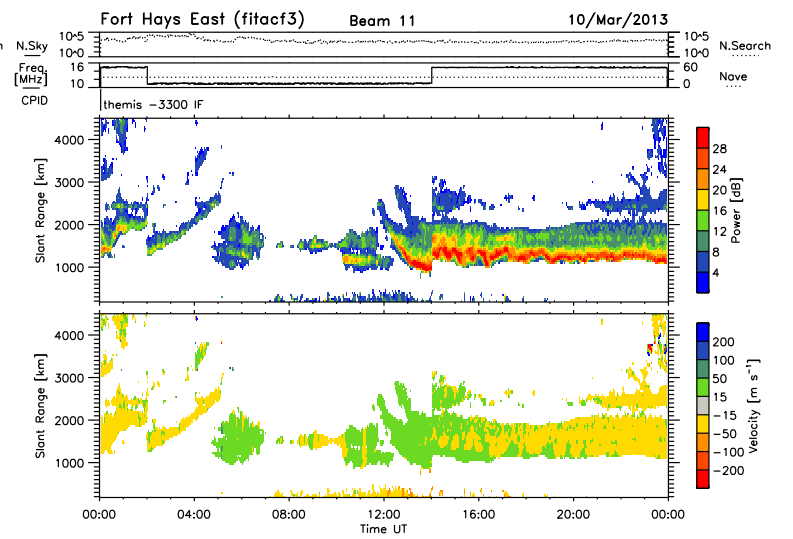 Fort Hays East (fitacf3) Beam 11 10/Mar/2013
n N.Sky 10^5 10^0 10^5 10^0 N.Search
Freq. [MHz] 16 10 60 0 Nave
CPID themis -3300 IF
Slant Range [km] 4000 3000 2000 1000
28 24 20 16 12 8 4 Power [dB]
Slant Range [km] 4000 3000 2000 1000
200 100 50 15 -15 -50 -100 -200 Velocity [m s⁻¹]
00:00 04:00 08:00 12:00 16:00 20:00 00:00
Time UT